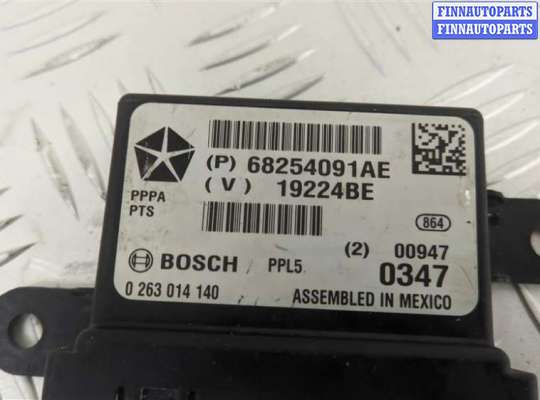 FINNAUTOPARTS
FINNAUTOPARTS
(P) 68254091AE
(V) 19224BE
PPPA
PTS
864
(2) 00947
BOSCH PPL5 0347
0 263 014 140 ASSEMBLED IN MEXICO